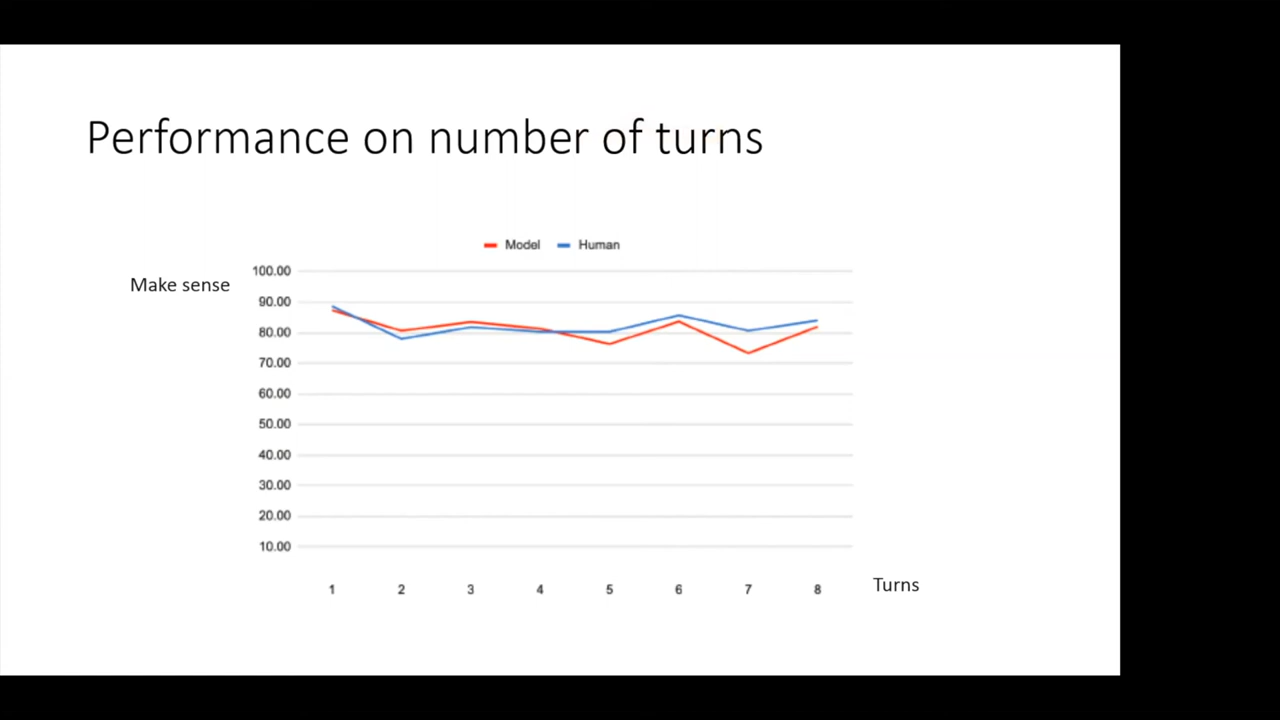 Performance on number of turns
Model Human
Make sense
100.00
90.00
80.00
70.00
60.00
50.00
40.00
30.00
20.00
10.00
1 2 3 4 5 6 7 8
Turns